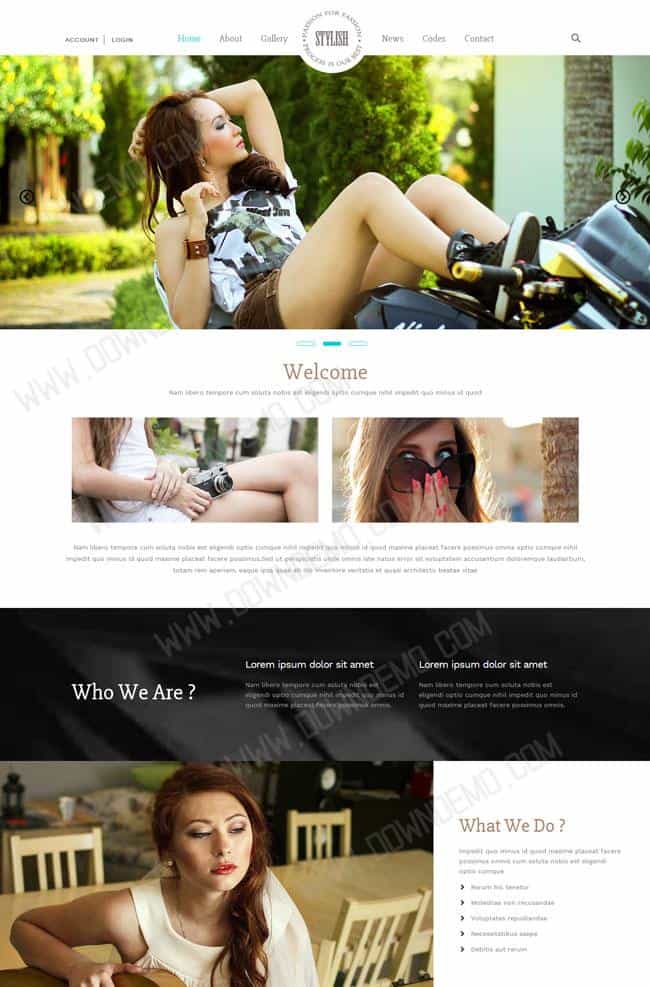 ACCOUNT | LOGIN
Home About Gallery
PASSION FOR FASHION
STYLISH
PROCESS IS OUR BEST
News Codes Contact
Welcome
Nam libero tempore cum soluta nobis est eligendi optio cumque nihil impedit quo minus id quod
Nam libero tempore, cum soluta nobis est eligendi optio cumque nihil impedit quo minus id quod maxime placeat facere possimus omnis optio cumque nihil
impedit quo minus id quod maxime placeat facere possimus,Sed ut perspiciatis unde omnis iste natus error sit voluptatem accusantium doloremque laudantium,
totam rem aperiam, eaque ipsa quae ab illo inventore veritatis et quasi architecto beatae vitae
Who We Are ?
Lorem ipsum dolor sit amet
Nam libero tempore cum soluta nobis est
eligendi optio cumque nihil impedit quo minus id
quod maxime placeat facere possimus omnis.
Lorem ipsum dolor sit amet
Nam libero tempore cum soluta nobis est
eligendi optio cumque nihil impedit quo minus id
quod maxime placeat facere possimus omnis.
What We Do ?
Impedit quo minus id quod maxime placeat facere
possimus omnis cum soluta nobis est eligendi
optio cumque
Rerum hic tenetur
Molestiae non recusandae
Voluptates repudiandae
Necessitatibus saepe
Debitis aut rerum
WWW.DOWNDEMO.COM
WWW.DOWNDEMO.COM
WWW.DOWNDEMO.COM